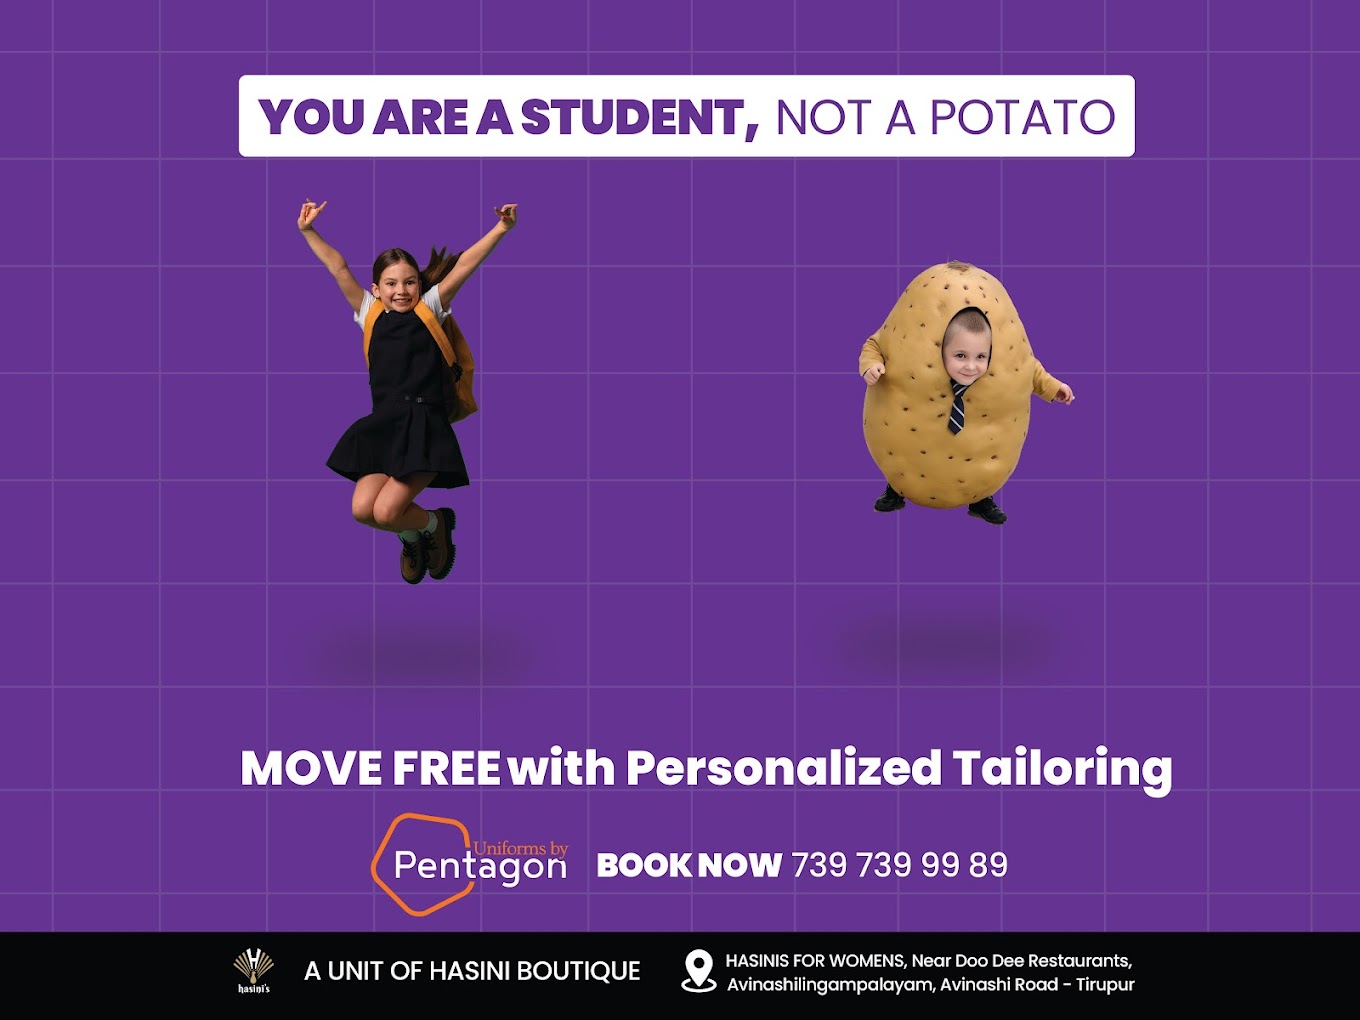 YOU ARE A STUDENT, NOT A POTATO
MOVE FREE with Personalized Tailoring
Uniforms by
Pentagon
BOOK NOW 739 739 99 89
hasini's
A UNIT OF HASINI BOUTIQUE
HASINIS FOR WOMENS, Near Doo Dee Restaurants,
Avinashilingampalayam, Avinashi Road - Tirupur